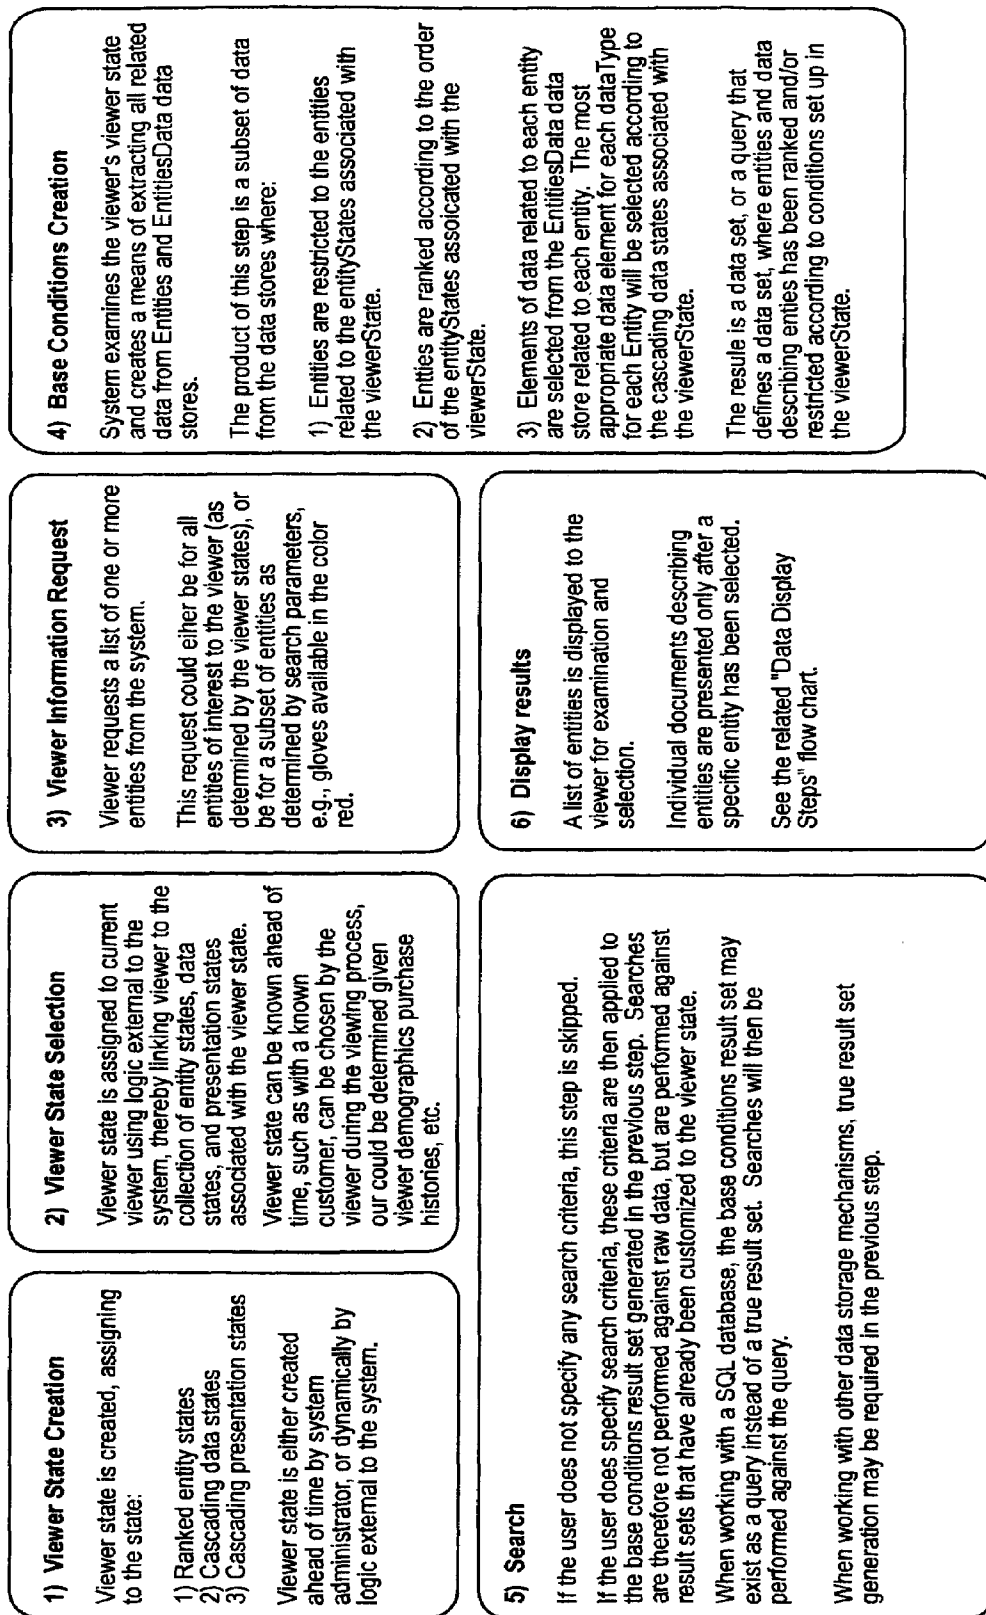 1) Viewer State Creation
Viewer state is created, assigning
to the state:
1) Ranked entity states
2) Cascading data states
3) Cascading presentation states
Viewer state is either created
ahead of time by system
administrator, or dynamically by
logic external to the system.
2) Viewer State Selection
Viewer state is assigned to current
viewer using logic external to the
system, thereby linking viewer to the
collection of entity states, data
states, and presentation states
associated with the viewer state.
Viewer state can be known ahead of
time, such as with a known
customer, can be chosen by the
viewer during the viewing process,
our could be determined given
viewer demographics purchase
histories, etc.
3) Viewer Information Request
Viewer requests a list of one or more
entities from the system.
This request could eiher be for all
entities of interest to the viewer (as
determined by the viewer states), or
be for a subset of entities as
determined by search parameters,
e.g., gloves available in the color
red.
4) Base Conditions Creation
System examines the viewer's viewer state
and creates a means of extracting all related
data from Entities and EntitiesData data
stores.
The product of this step is a subset of data
from the data stores where:
1) Entities are restricted to the entities
related to the entityStates associated with
the viewerState.
2) Entties are ranked according to the order
of the entityStates assoicated with the
viewerState.
3) Elements of data related to each entity
are selected from the EntitiesData data
store related to each entity. The most
appropriate data element for each dataType
for each Entity will be selected according to
the cascading data states associated with
the viewerState.
The resule is a data set, or a query that
defines a data set, where entities and data
describing enties has been ranked and/or
restricted according to conditions set up in
the viewerState.
5) Search
If the user does not specify any search criteria, this step is skipped.
If the user does specify search criteria, these criteria are then applied to
the base conditions result set generated in the previous step. Searches
are therefore not performed against raw data, but are performed against
result sets that have already been customized to the viewer state.
When working with a SQL database, the base conditions result set may
exist as a query instead of a true result set. Searches will then be
performed against the query.
When working with other data storage mechanisms, true result set
generation may be required in the previous step.
6) Display results
A list of entities is displayed to the
viewer for examination and
selection.
Individual documents describing
entities are presented only after a
specific entity has been selected.
See the related "Data Display
Steps" flow chart.